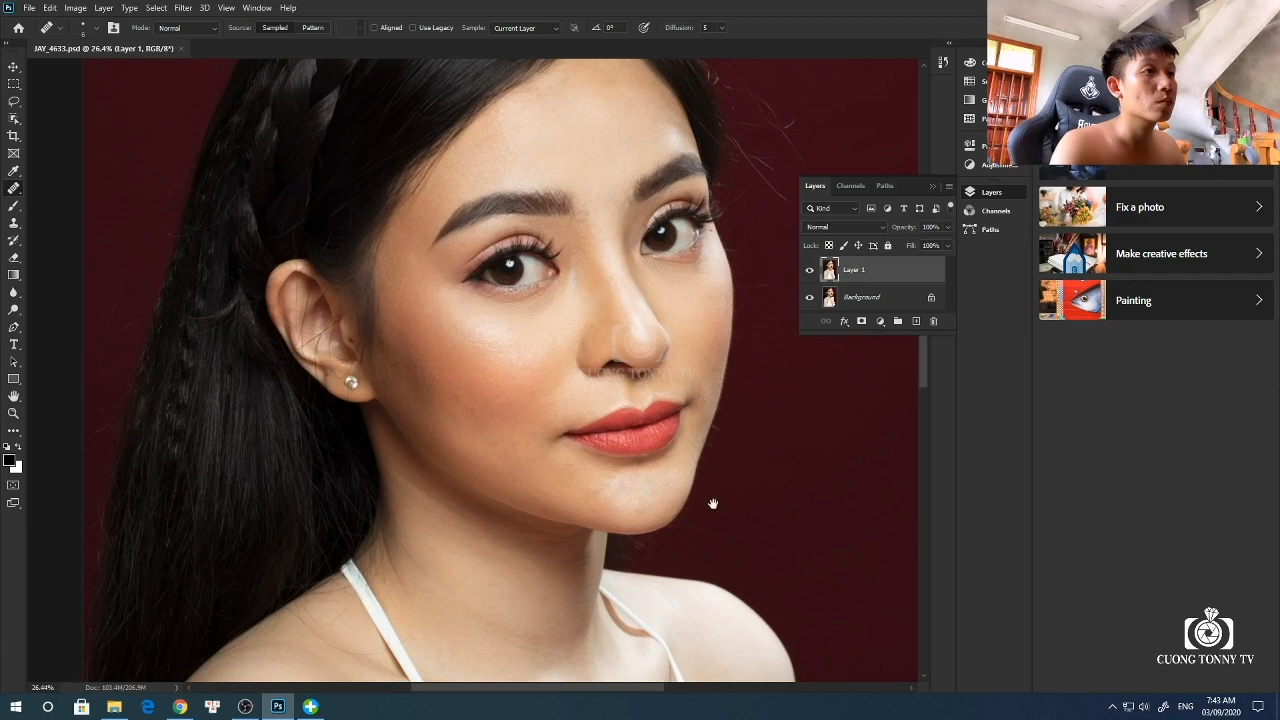 Ps File Edit Image Layer Type Select Filter 3D View Window Help
6 Mode: Normal Source: Sampled Pattern Aligned Use Legacy Sample: Current Layer 0° Diffusion: 5
JAY_4633.psd @ 26.4% (Layer 1, RGB/8*) ×
Layers Channels Paths
Kind
Normal Opacity: 100%
Lock: Fill: 100%
Layer 1
Background
Layers
Channels
Paths
Fix a photo
Make creative effects
Painting
CUONG TONNY TV
26.44% Doc: 103.4M/206.9M
ENG
7:43 AM
03/09/2020